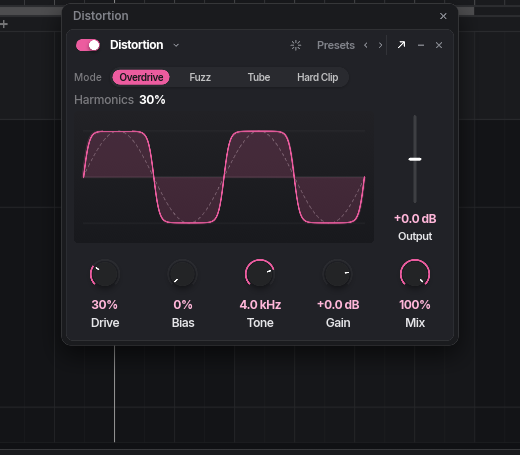 Distortion
Distortion
Presets
Mode Overdrive Fuzz Tube Hard Clip
Harmonics 30%
+0.0 dB
Output
30% 0% 4.0 kHz +0.0 dB 100%
Drive Bias Tone Gain Mix